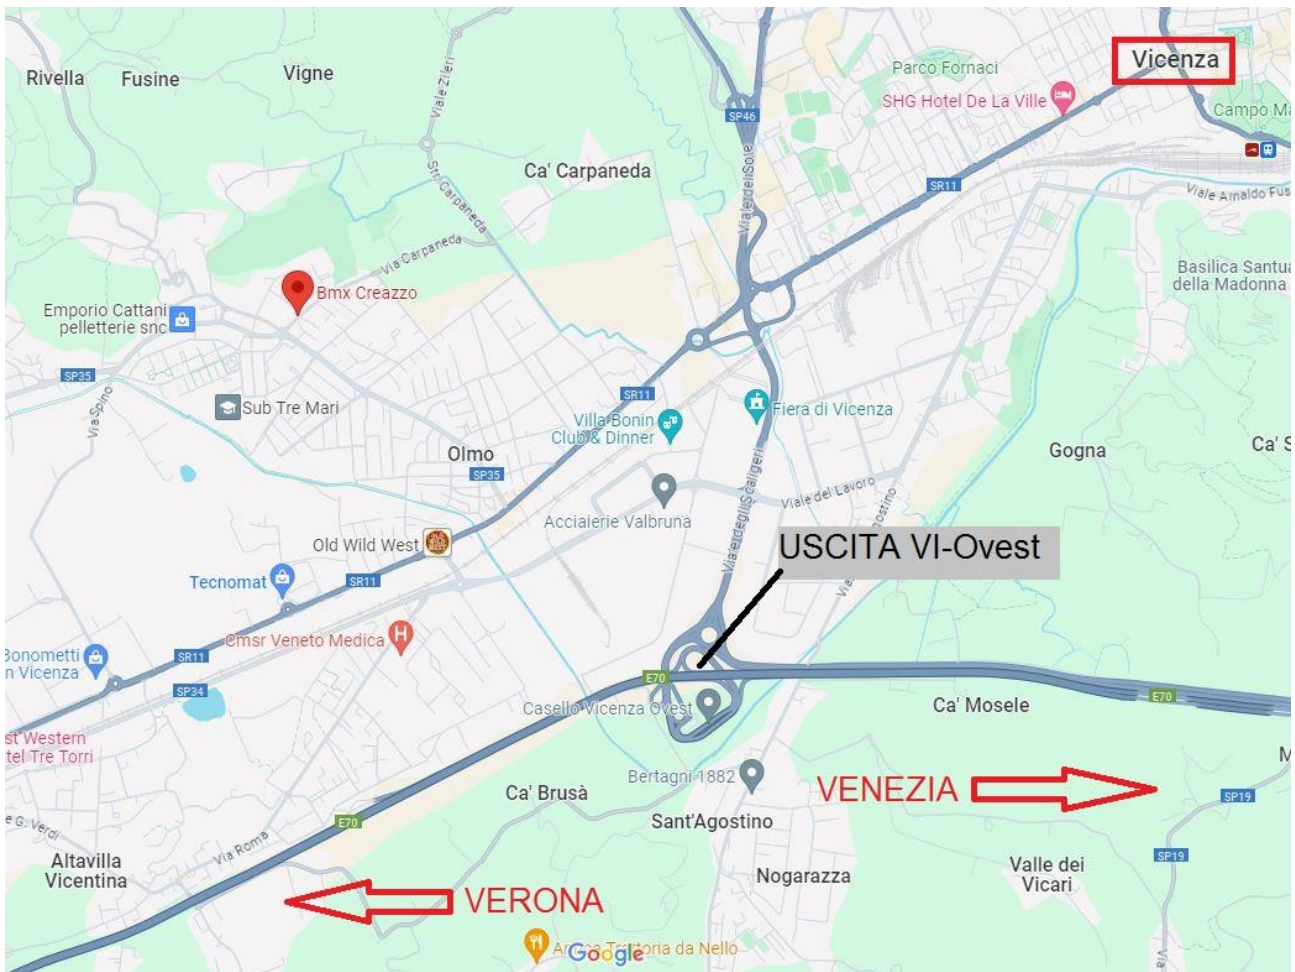 Rivella
Fusine
Vigne
Viale Zileri
SP46
Parco Fornaci
SHG Hotel De La Ville
Vicenza
Campo
Ca' Carpaneda
Str. Carpaneda
SR11
Viale Arnaldo Fus
Via Carpaneda
Bmx Creazzo
Emporio Cattani
pelletterie snc
Basilica Santua
della Madonna
SP35
Via Spino
Sub Tre Mari
SR11
Villa Bonin
Club & Dinner
Fiera di Vicenza
Olmo
SP35
Gogna
Ca' S
Acciaierie Valbruna
Viale degli Scaligeri
Viale del Lavoro
Old Wild West
USCITA VI-Ovest
Tecnomat
SR11
Cmsr Veneto Medica
Bonometti
n Vicenza
SR11
SP34
E70
E70
Casello Vicenza Ovest
Ca' Mosele
st Western
tel Tre Torri
Bertagni 1882
VENEZIA
SP19
Ca' Brusà
Sant'Agostino
E70
e G. Verdi
Via Roma
Altavilla
Vicentina
Nogarazza
Valle dei
Vicari
SP19
VERONA
Trattoria da Nello
Google